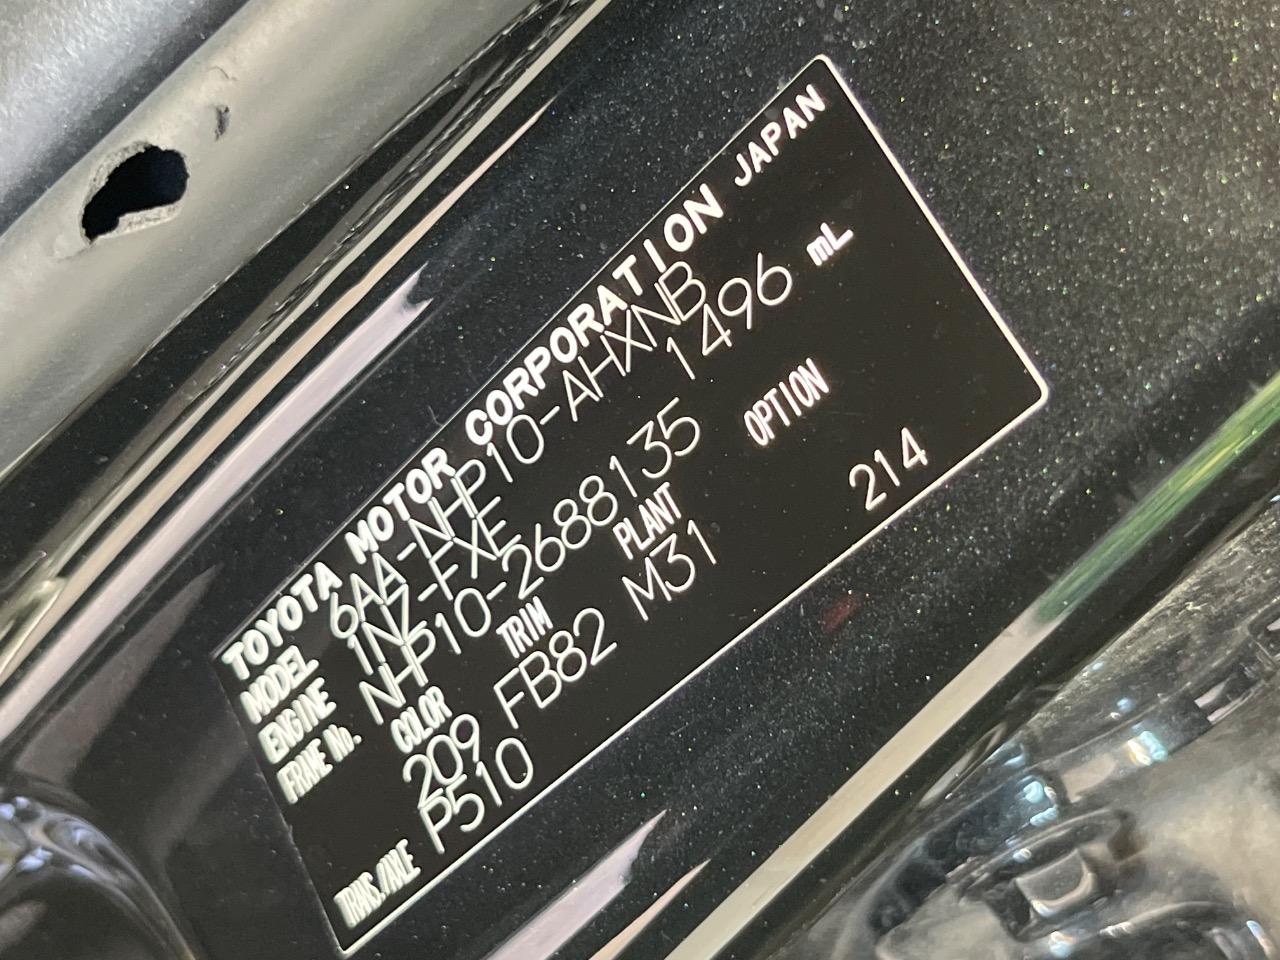 TOYOTA MOTOR CORPORATION JAPAN
MODEL 6AA-NHP10-AHXNB
ENGINE 1NZ-FXE 1496 mL
FRAME No. NHP10-2688135
COLOR TRIM PLANT OPTION
209 FB82 M31 214
TRANS./AXLE P510